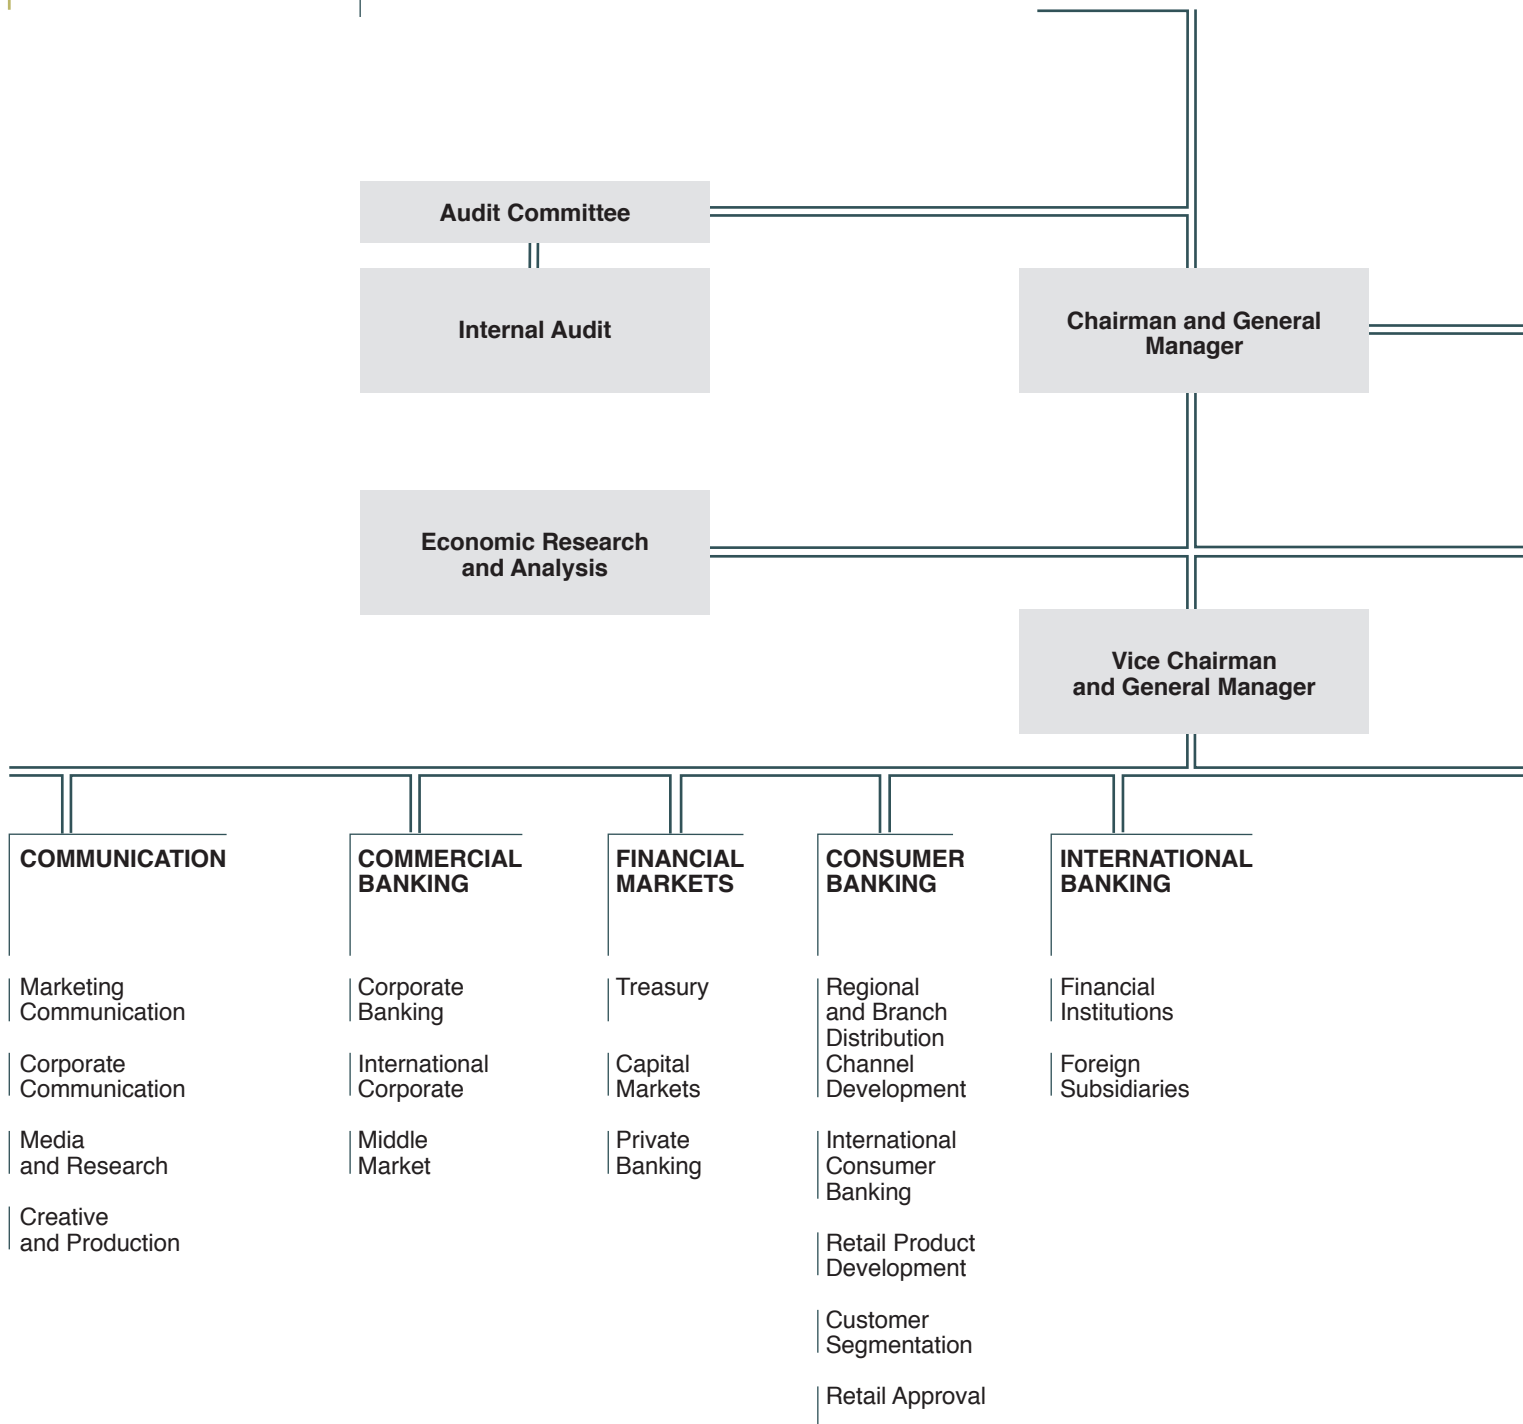 Audit Committee
Internal Audit
Chairman and General
Manager
Economic Research
and Analysis
Vice Chairman
and General Manager
COMMUNICATION
Marketing
Communication
Corporate
Communication
Media
and Research
Creative
and Production
COMMERCIAL
BANKING
Corporate
Banking
International
Corporate
Middle
Market
FINANCIAL
MARKETS
Treasury
Capital
Markets
Private
Banking
CONSUMER
BANKING
Regional
and Branch
Distribution
Channel
Development
International
Consumer
Banking
Retail Product
Development
Customer
Segmentation
Retail Approval
INTERNATIONAL
BANKING
Financial
Institutions
Foreign
Subsidiaries